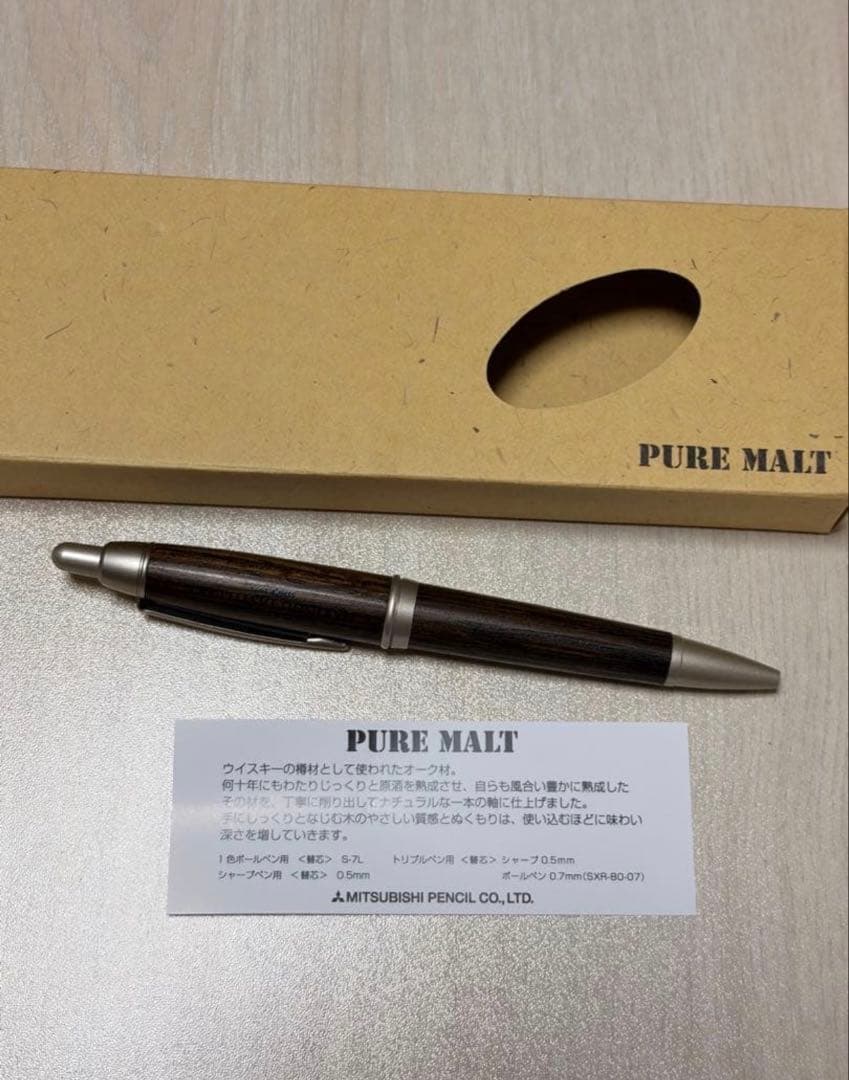 PURE MALT
PURE MALT
ウイスキーの樽材として使われたオーク材。
何十年にもわたりじっくりと原酒を熟成させ、自らも風合い豊かに熟成した
その材を、丁寧に削り出してナチュラルな一本の軸に仕上げました。
手にしっくりとなじむ木のやさしい質感とぬくもりは、使い込むほどに味わい
深さを増していきます。
1色ボールペン用 <替芯> S-7L トリプルペン用 <替芯> シャープ0.5mm
シャープペン用 <替芯> 0.5mm ボールペン0.7mm(SXR-80-07)
MITSUBISHI PENCIL CO., LTD.